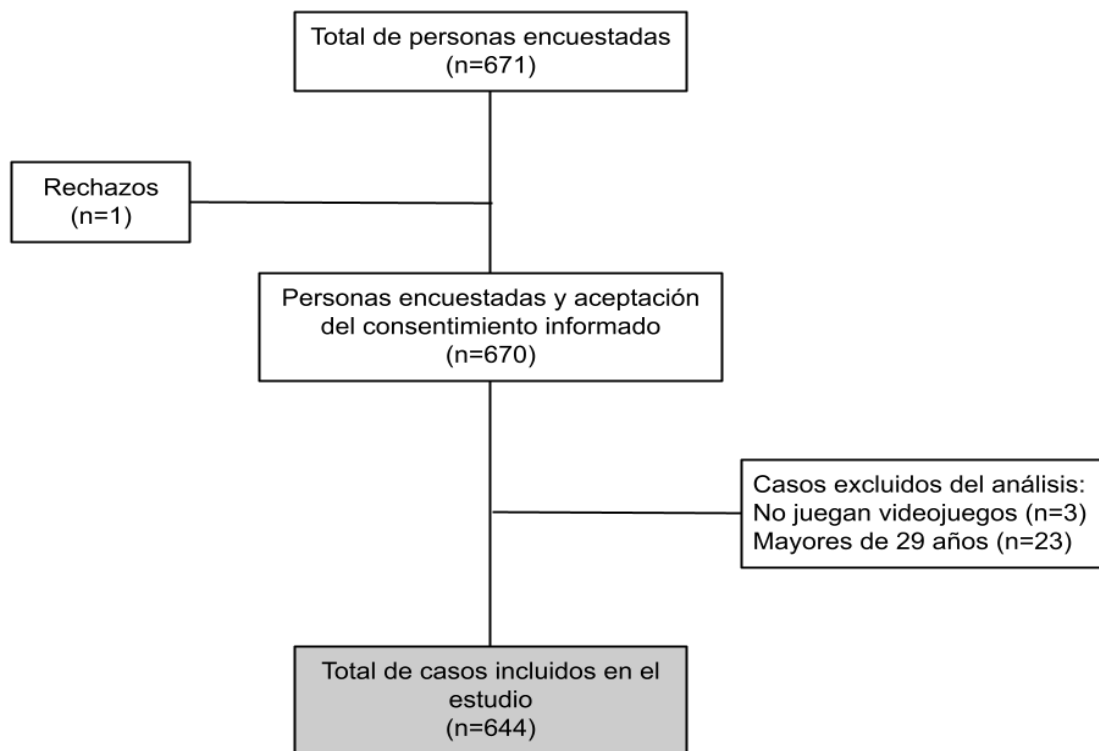 Total de personas encuestadas
(n=671)
Rechazos
(n=1)
Personas encuestadas y aceptación
del consentimiento informado
(n=670)
Casos excluidos del análisis:
No juegan videojuegos (n=3)
Mayores de 29 años (n=23)
Total de casos incluidos en el
estudio
(n=644)